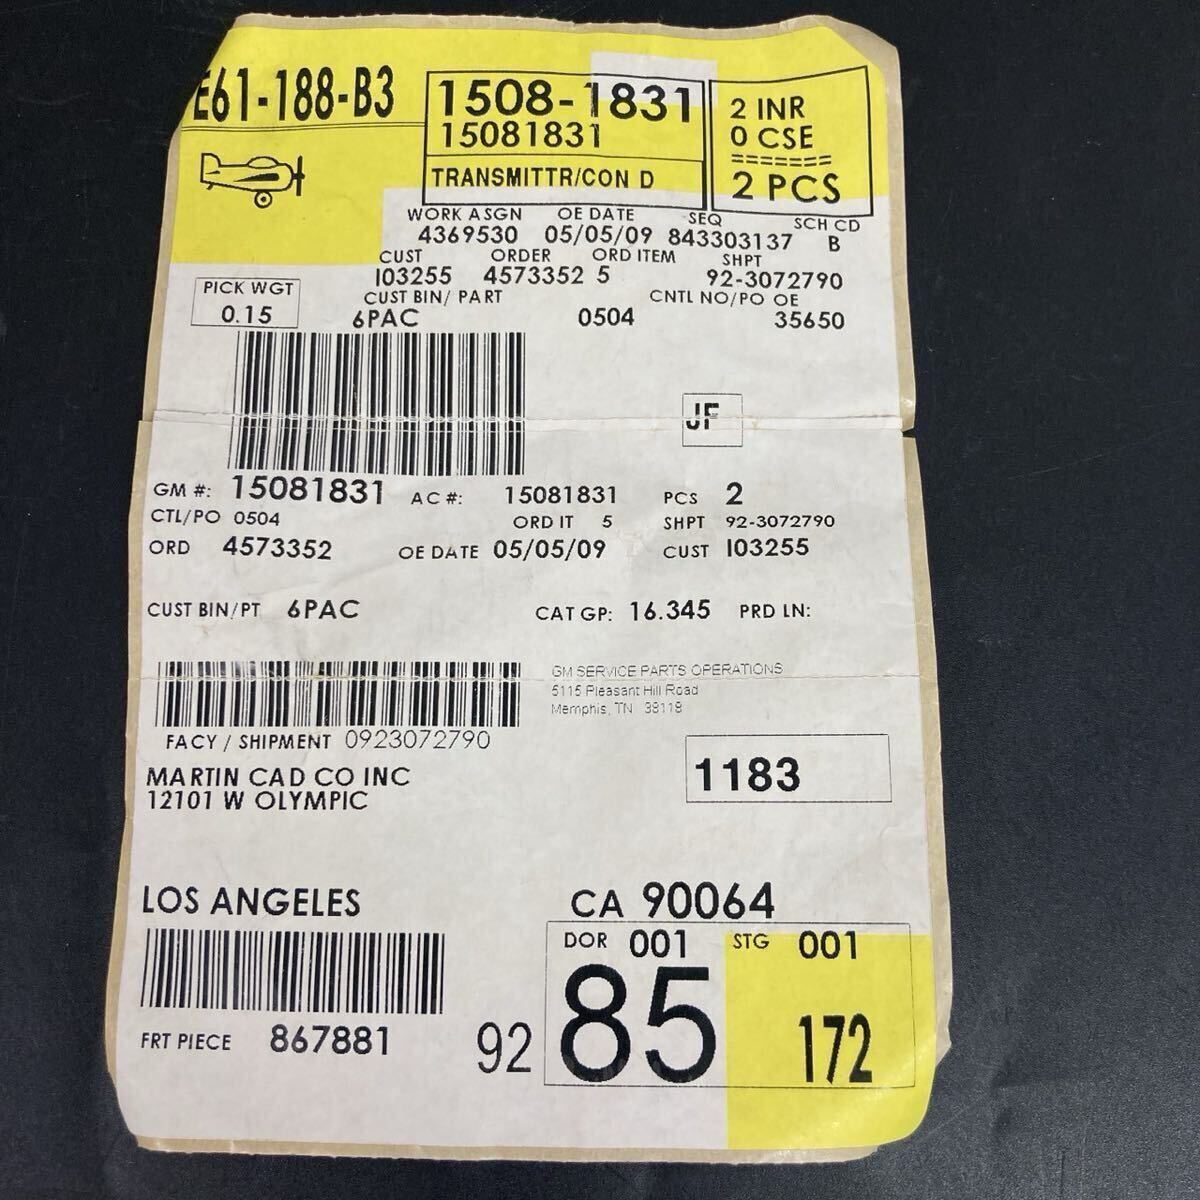 E61-188-B3
1508-1831
15081831
TRANSMITTR/CON D
2 INR
0 CSE
=======
2 PCS
WORK ASGN OE DATE SEQ SCH CD
4369530 05/05/09 843303137 B
CUST ORDER ORD ITEM SHPT
I03255 4573352 5 92-3072790
PICK WGT
0.15
CUST BIN/ PART CNTL NO/PO OE
6PAC 0504 35650
JF
GM #: 15081831 AC #: 15081831 PCS 2
CTL/PO 0504 ORD IT 5 SHPT 92-3072790
ORD 4573352 OE DATE 05/05/09 CUST I03255
CUST BIN/PT 6PAC CAT GP: 16.345 PRD LN:
GM SERVICE PARTS OPERATIONS
5115 Pleasant Hill Road
Memphis, TN 38118
FACY / SHIPMENT 0923072790
MARTIN CAD CO INC
12101 W OLYMPIC
1183
LOS ANGELES CA 90064
DOR 001 STG 001
FRT PIECE 867881 92 85 172